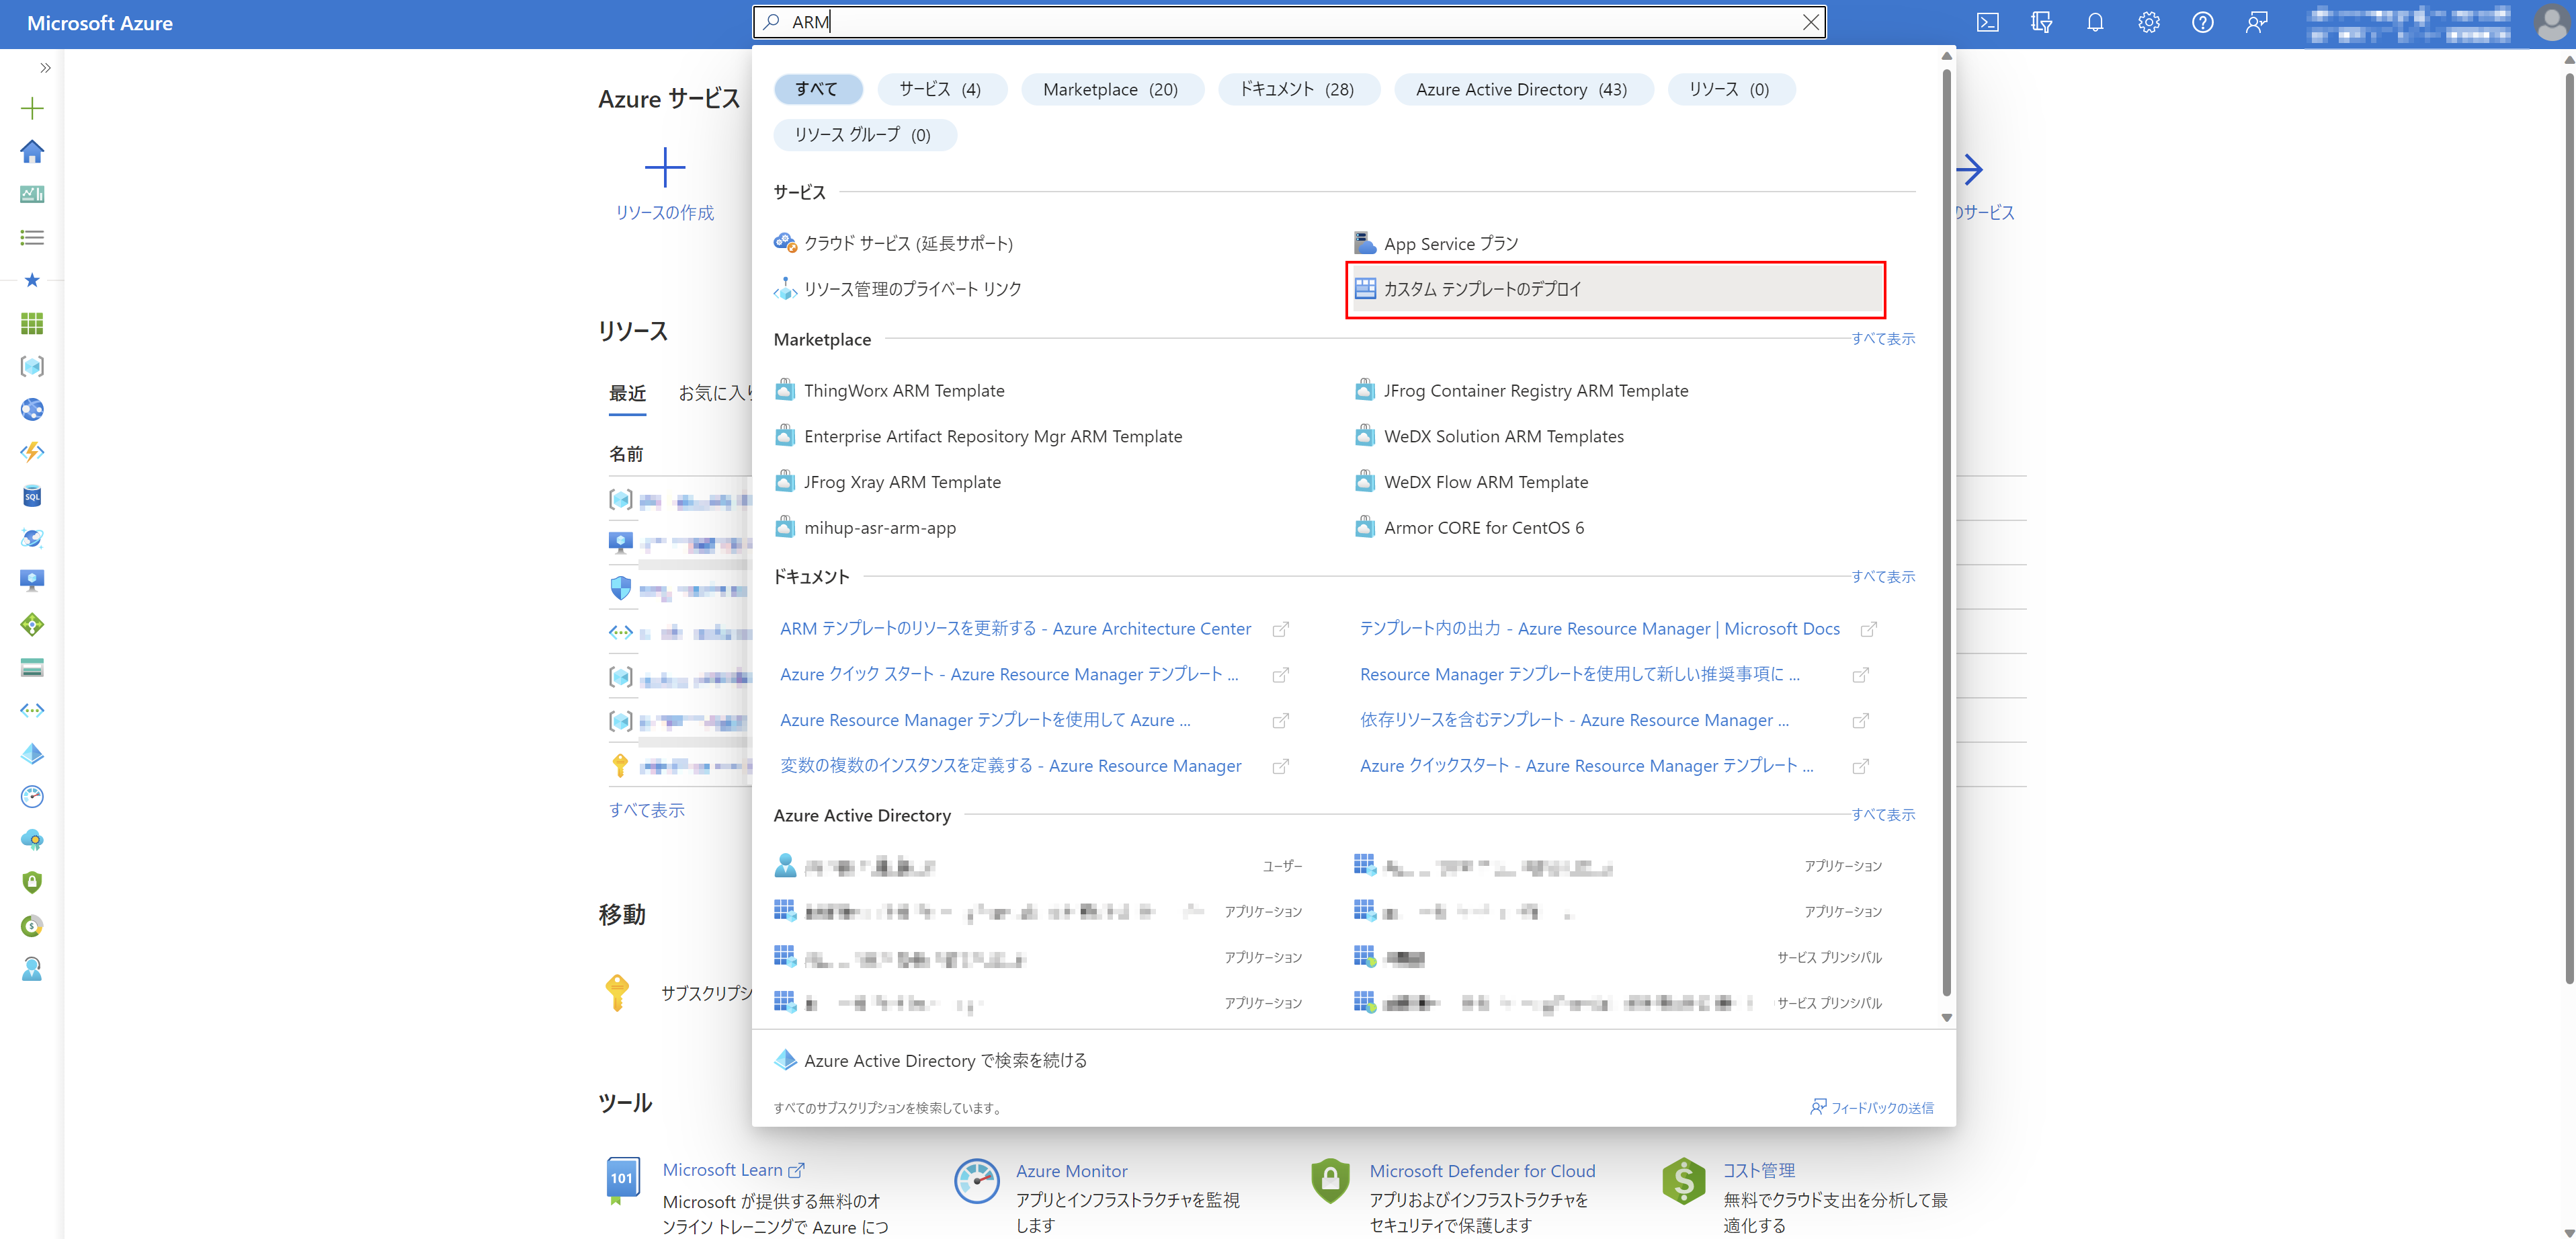 Microsoft Azure
ARM
すべて
サービス (4)
Marketplace (20)
ドキュメント (28)
Azure Active Directory (43)
リソース (0)
リソース グループ (0)
Azure サービス
リソースの作成
のサービス
サービス
クラウド サービス (延長サポート)
App Service プラン
リソース管理のプライベート リンク
カスタム テンプレートのデプロイ
リソース
最近
お気に入り
名前
すべて表示
Marketplace
すべて表示
ThingWorx ARM Template
JFrog Container Registry ARM Template
Enterprise Artifact Repository Mgr ARM Template
WeDX Solution ARM Templates
JFrog Xray ARM Template
WeDX Flow ARM Template
mihup-asr-arm-app
Armor CORE for CentOS 6
ドキュメント
すべて表示
ARM テンプレートのリソースを更新する - Azure Architecture Center
テンプレート内の出力 - Azure Resource Manager | Microsoft Docs
Azure クイック スタート - Azure Resource Manager テンプレート ...
Resource Manager テンプレートを使用して新しい推奨事項に ...
Azure Resource Manager テンプレートを使用して Azure ...
依存リソースを含むテンプレート - Azure Resource Manager ...
変数の複数のインスタンスを定義する - Azure Resource Manager
Azure クイックスタート - Azure Resource Manager テンプレート ...
Azure Active Directory
すべて表示
ユーザー
アプリケーション
アプリケーション
アプリケーション
アプリケーション
サービス プリンシパル
アプリケーション
サービス プリンシパル
Azure Active Directory で検索を続ける
すべてのサブスクリプションを検索しています。
フィードバックの送信
移動
サブスクリプシ
ツール
101
Microsoft Learn
Microsoft が提供する無料のオ
ンライン トレーニングで Azure につ
Azure Monitor
アプリとインフラストラクチャを監視
します
Microsoft Defender for Cloud
アプリおよびインフラストラクチャを
セキュリティで保護します
コスト管理
無料でクラウド支出を分析して最
適化する
SQL